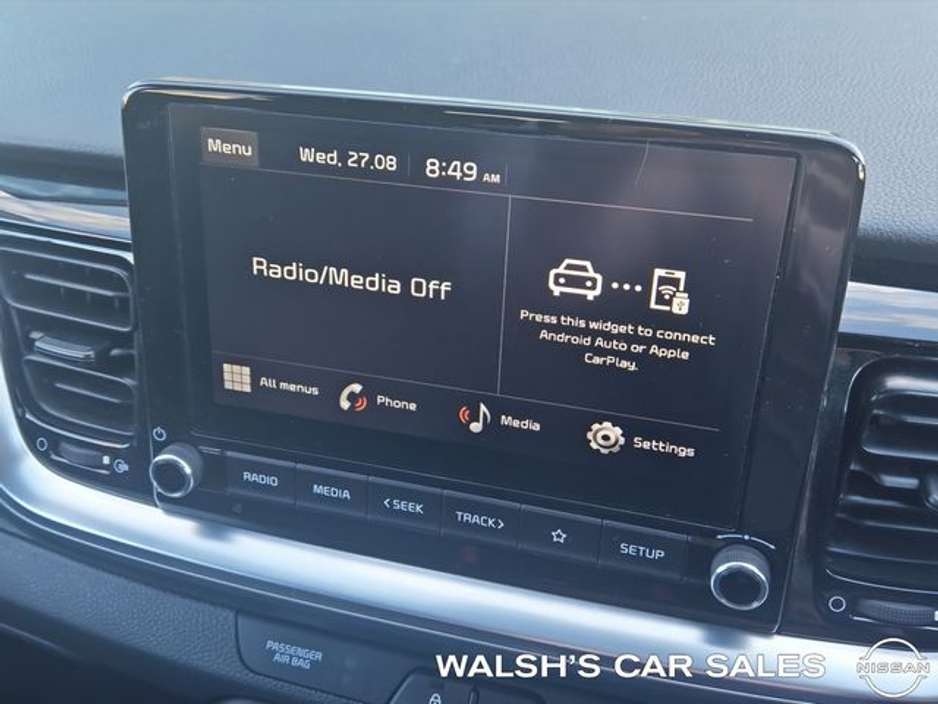 Menu
Wed, 27.08
8:49 AM
Radio/Media Off
Press this widget to connect
Android Auto or Apple
CarPlay.
All menus
Phone
Media
Settings
RADIO
MEDIA
<SEEK
TRACK>
SETUP
PASSENGER
AIR BAG
WALSH'S CAR SALES
NISSAN